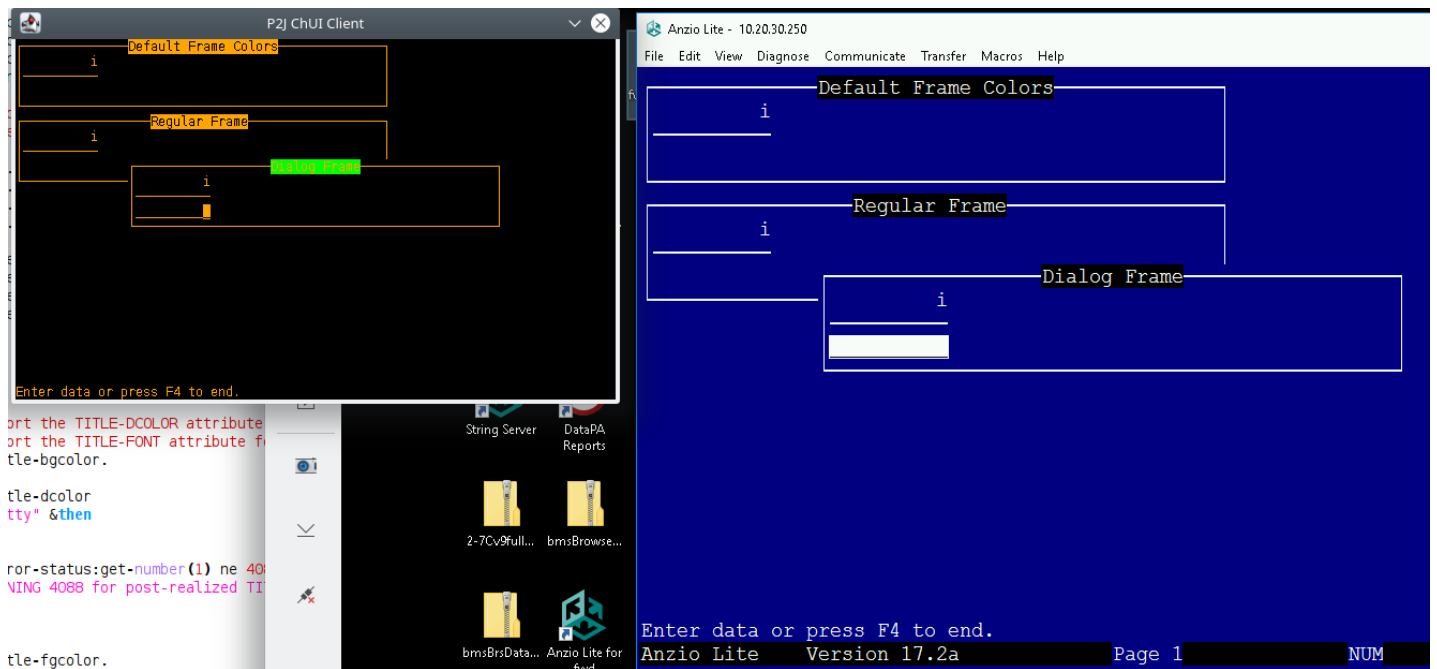 P2J ChUI Client
Default Frame Colors
i
Regular Frame
i
Dialog Frame
i
Enter data or press F4 to end.
ort the TITLE-DCOLOR attribute
ort the TITLE-FONT attribute f
tle-bgcolor.
tle-dcolor
tty" &then
ror-status:get-number(1) ne 40
NING 4088 for post-realized TI
tle-fgcolor.
String Server
DataPA
Reports
2-7Cv9full...
bmsBrowse...
bmsBrsData...
Anzio Lite for
fwd
Anzio Lite - 10.20.30.250
File Edit View Diagnose Communicate Transfer Macros Help
Default Frame Colors
i
Regular Frame
i
Dialog Frame
i
Enter data or press F4 to end.
Anzio Lite Version 17.2a Page 1 NUM